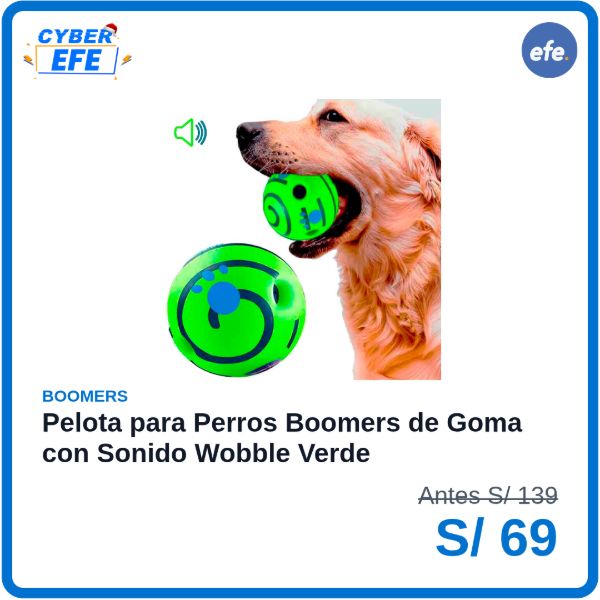 CYBER
EFE
efe.
BOOMERS
Pelota para Perros Boomers de Goma
con Sonido Wobble Verde
Antes S/ 139
S/ 69